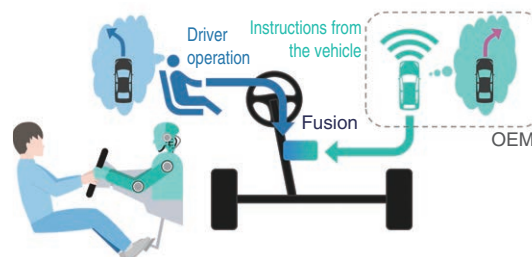 Driver
operation
Instructions from
the vehicle
Fusion
OEM